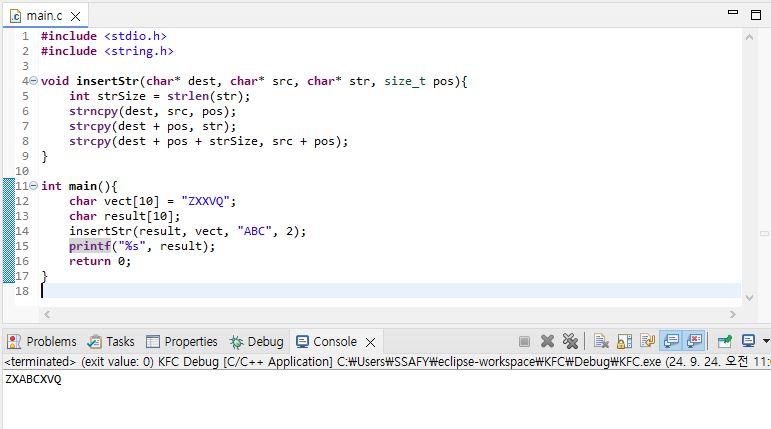 main.c
1 #include <stdio.h>
2 #include <string.h>
3
4 void insertStr(char* dest, char* src, char* str, size_t pos){
5     int strSize = strlen(str);
6     strncpy(dest, src, pos);
7     strcpy(dest + pos, str);
8     strcpy(dest + pos + strSize, src + pos);
9 }
10
11 int main(){
12     char vect[10] = "ZXXVQ";
13     char result[10];
14     insertStr(result, vect, "ABC", 2);
15     printf("%s", result);
16     return 0;
17 }
18
Problems Tasks Properties Debug Console
<terminated> (exit value: 0) KFC Debug [C/C++ Application] C:₩Users₩SSAFY₩eclipse-workspace₩KFC₩Debug₩KFC.exe (24. 9. 24. 오전 11:
ZXABCXVQ